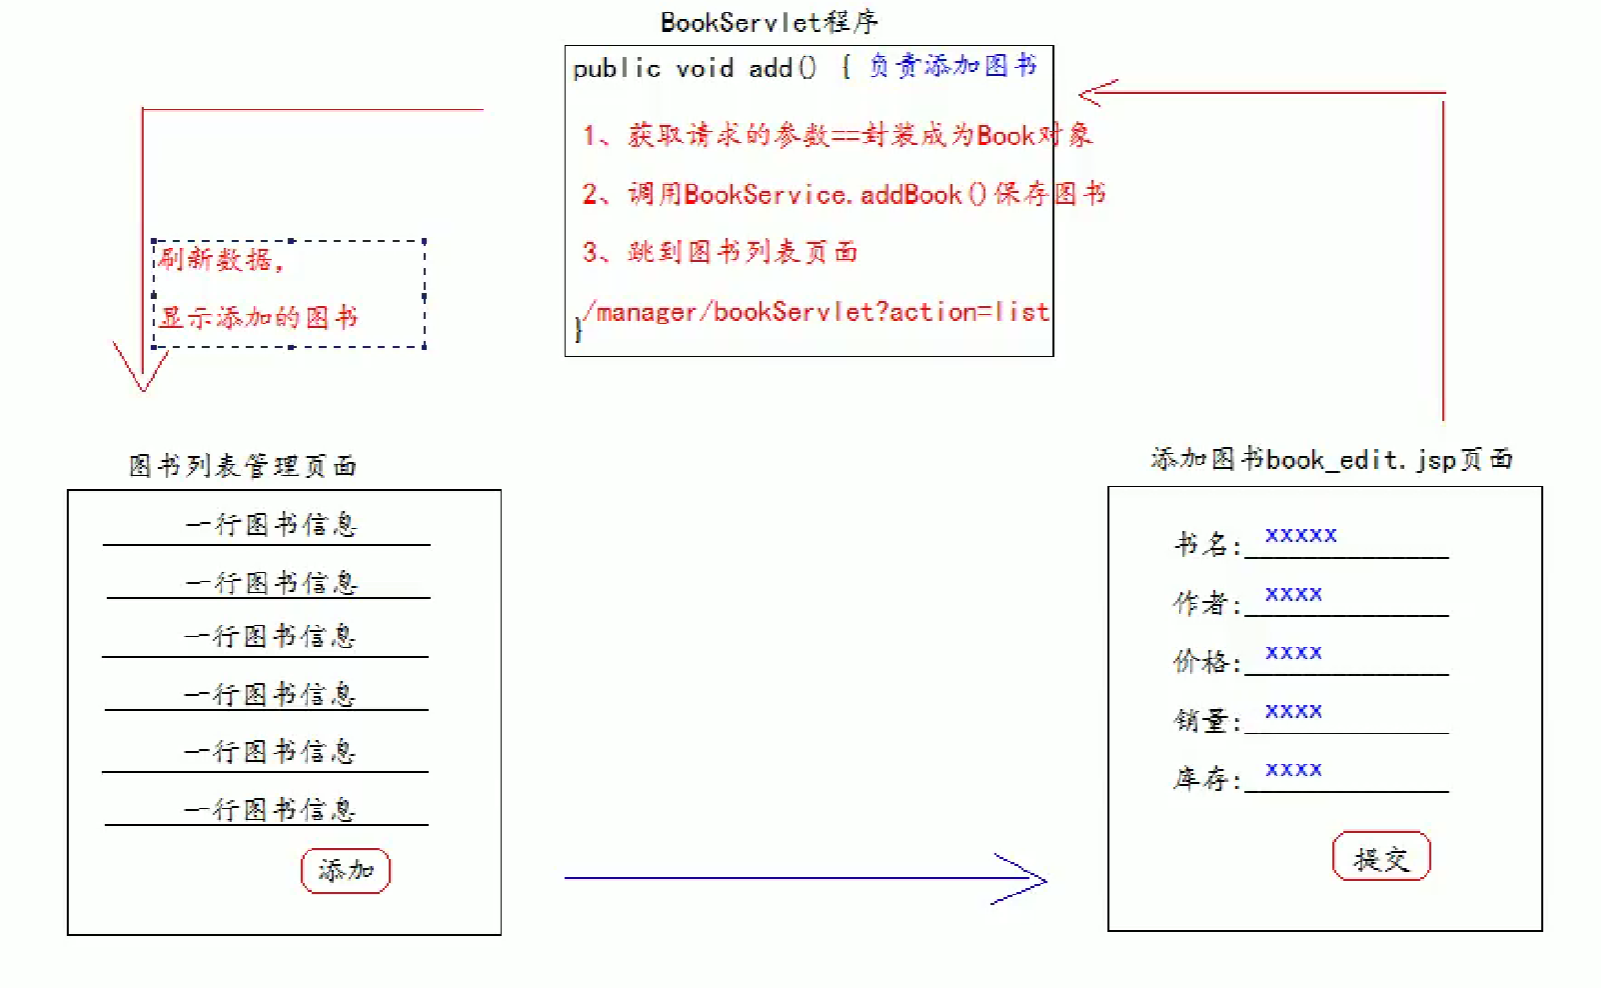 BookServlet程序
public void add() { 负责添加图书
1、获取请求的参数==封装成为Book对象
2、调用BookService.addBook()保存图书
3、跳到图书列表页面
/manager/bookServlet?action=list
}
刷新数据,
显示添加的图书
图书列表管理页面
一行图书信息
一行图书信息
一行图书信息
一行图书信息
一行图书信息
一行图书信息
添加
添加图书book_edit.jsp页面
书名:xxxxx
作者:xxxx
价格:xxxx
销量:xxxx
库存:xxxx
提交